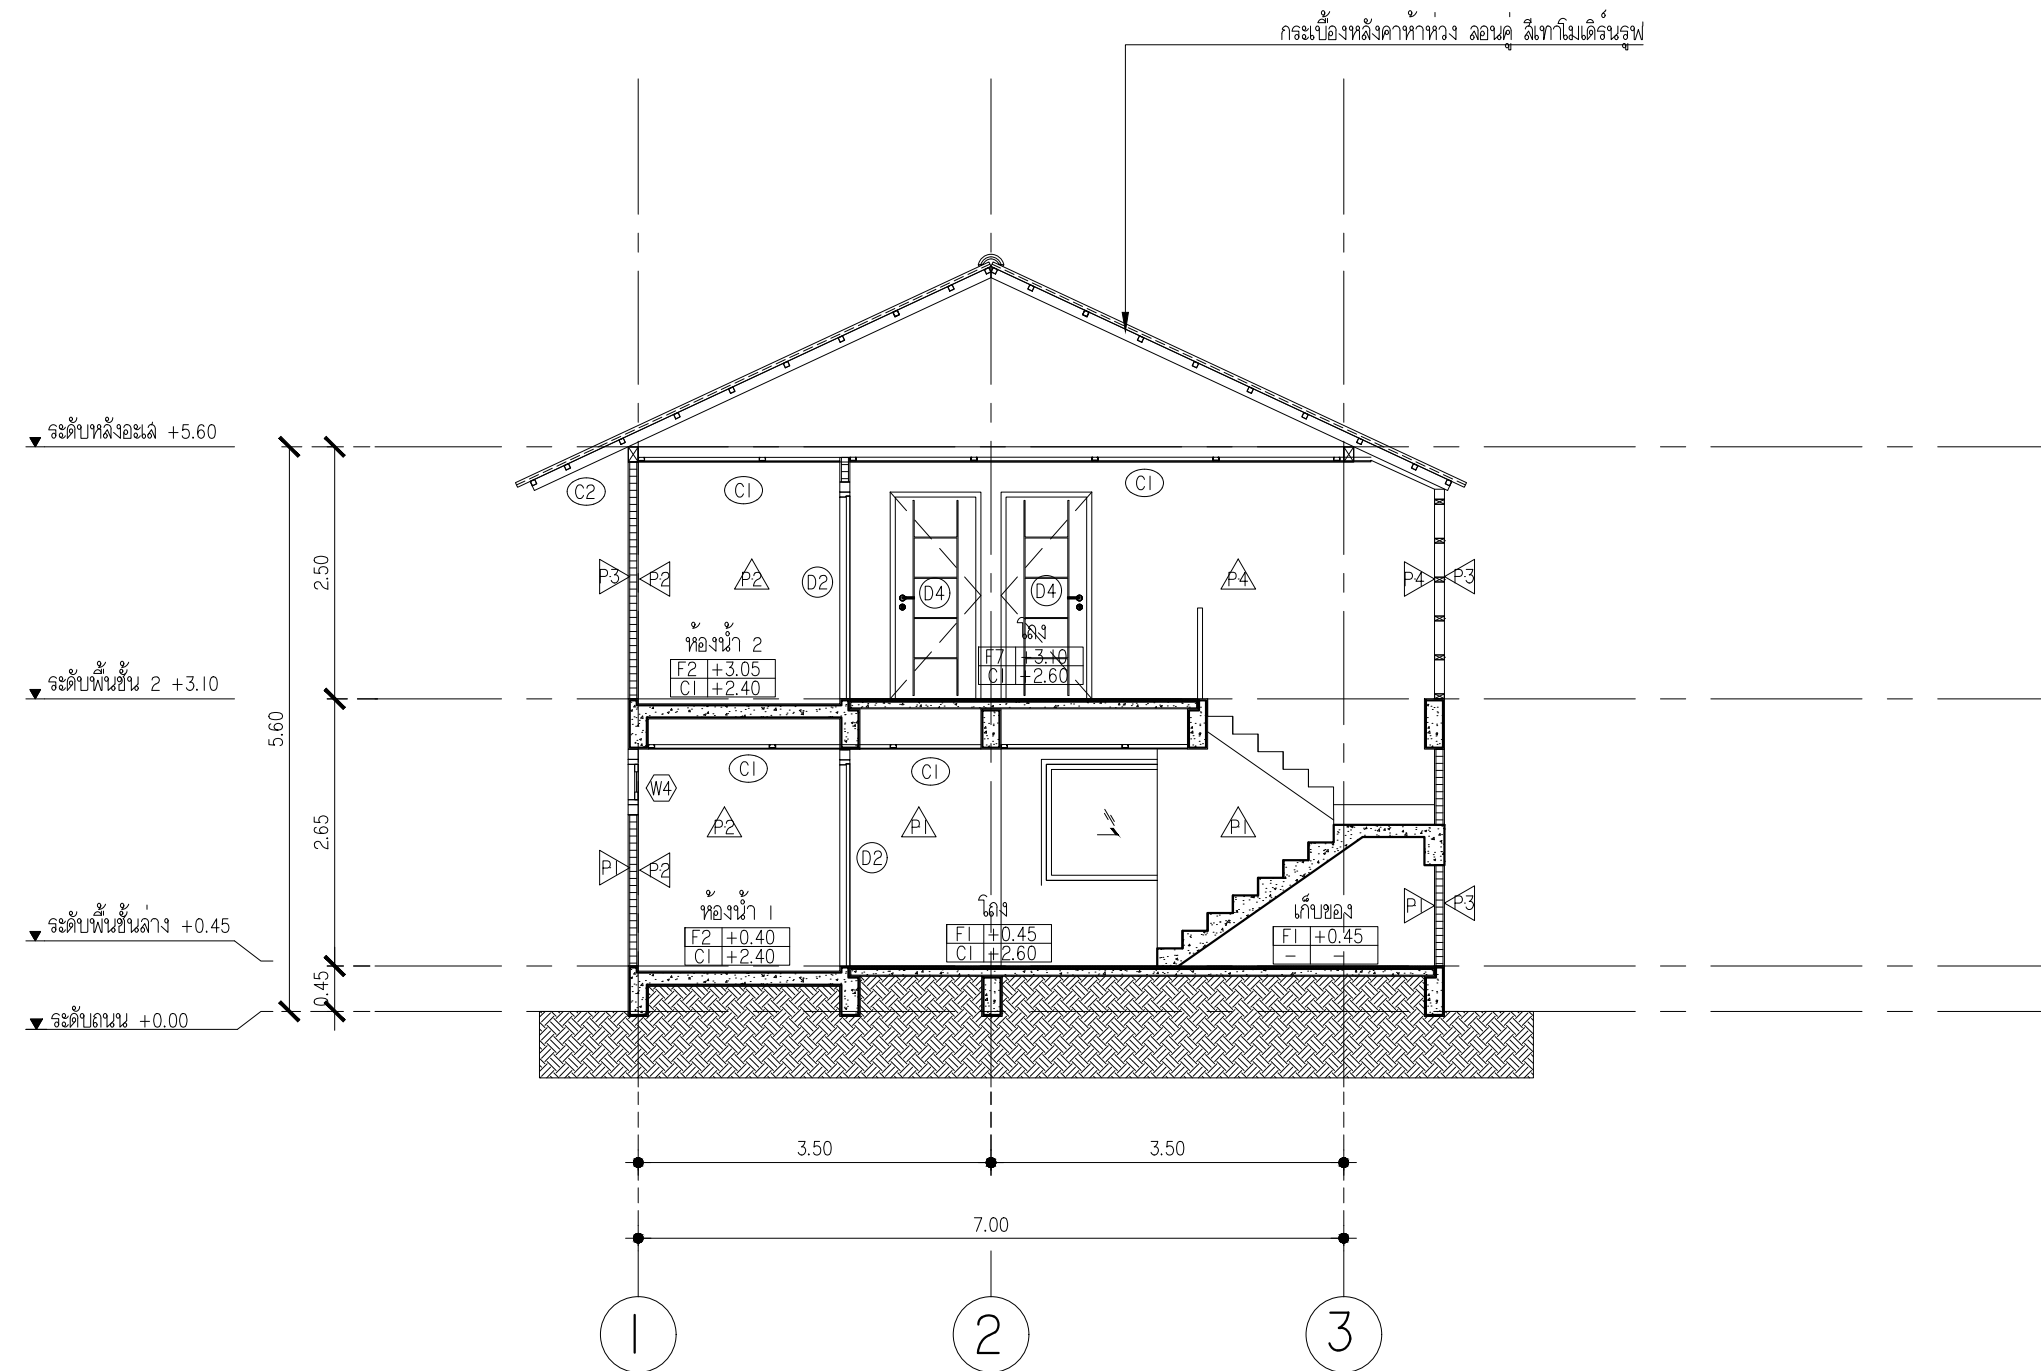 กระเบื้องหลังคาห้าห่วง ลอนคู่ สีเทาโมเดิร์นรูฟ
ระดับหลังอะเส +5.60
C2
C1
C1
2.50
P3
P2
P2
D2
D4
D4
P4
P4
P3
ห้องน้ำ 2
F2 +3.05
C1 +2.40
โถง
F7 +3.10
C1 +2.60
ระดับพื้นชั้น 2 +3.10
5.60
2.65
C1
C1
W4
P2
P1
P1
D2
P1
P2
P1
P3
ห้องน้ำ 1
F2 +0.40
C1 +2.40
โถง
F1 +0.45
C1 +2.60
เก็บของ
F1 +0.45
- -
ระดับพื้นชั้นล่าง +0.45
0.45
ระดับถนน +0.00
3.50 3.50
7.00
1 2 3